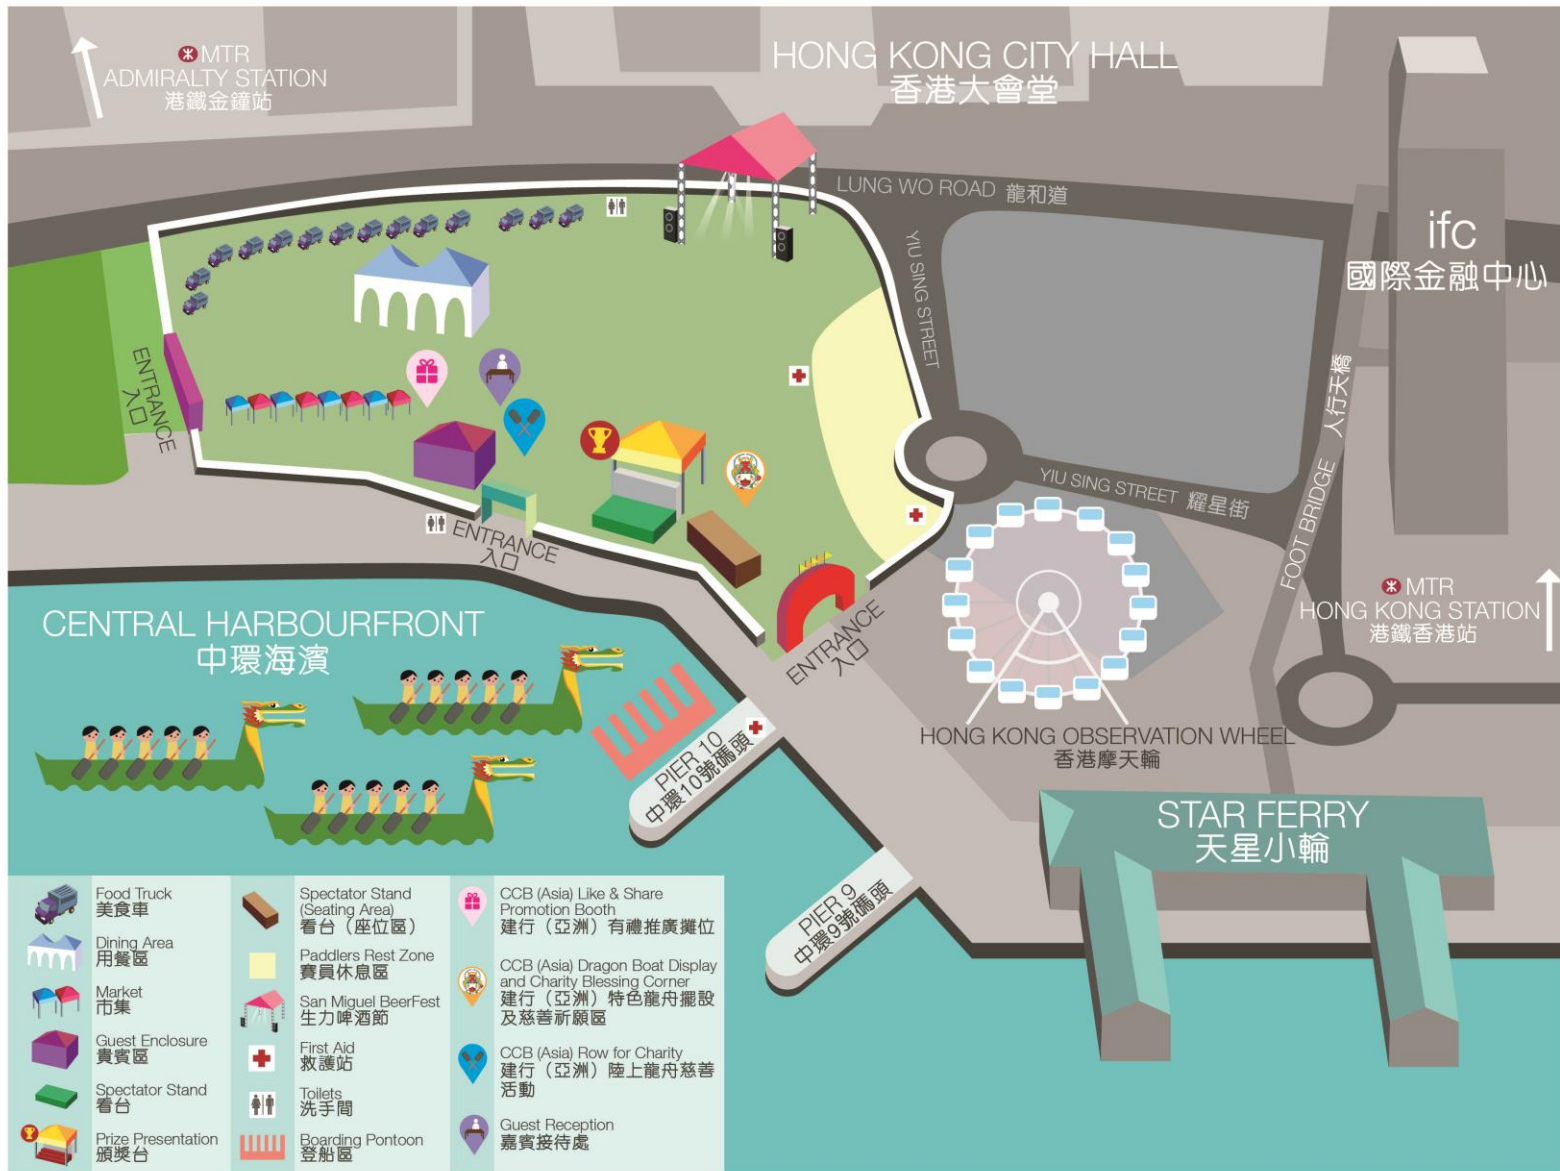 MTR
ADMIRALTY STATION
港鐵金鐘站
HONG KONG CITY HALL
香港大會堂
LUNG WO ROAD 龍和道
YIU SING STREET
ifc
國際金融中心
ENTRANCE
入口
FOOT BRIDGE 人行天橋
YIU SING STREET 耀星街
ENTRANCE
入口
MTR
HONG KONG STATION
港鐵香港站
CENTRAL HARBOURFRONT
中環海濱
ENTRANCE
入口
HONG KONG OBSERVATION WHEEL
香港摩天輪
PIER 10
中環10號碼頭
STAR FERRY
天星小輪
PIER 9
中環9號碼頭
Food Truck
美食車
Dining Area
用餐區
Market
市集
Guest Enclosure
貴賓區
Spectator Stand
看台
Prize Presentation
頒獎台
Spectator Stand
(Seating Area)
看台（座位區）
Paddlers Rest Zone
賽員休息區
San Miguel BeerFest
生力啤酒節
First Aid
救護站
Toilets
洗手間
Boarding Pontoon
登船區
CCB (Asia) Like & Share
Promotion Booth
建行（亞洲）有禮推廣攤位
CCB (Asia) Dragon Boat Display
and Charity Blessing Corner
建行（亞洲）特色龍舟擺設
及慈善祈願區
CCB (Asia) Row for Charity
建行（亞洲）陸上龍舟慈善
活動
Guest Reception
嘉賓接待處